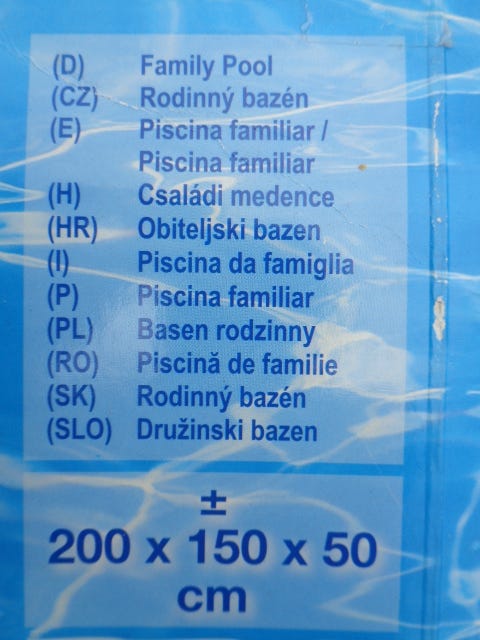 (D) Family Pool
(CZ) Rodinný bazén
(E) Piscina familiar /
Piscina familiar
(H) Családi medence
(HR) Obiteljski bazen
(I) Piscina da famiglia
(P) Piscina familiar
(PL) Basen rodzinny
(RO) Piscină de familie
(SK) Rodinný bazén
(SLO) Družinski bazen
±
200 x 150 x 50
cm